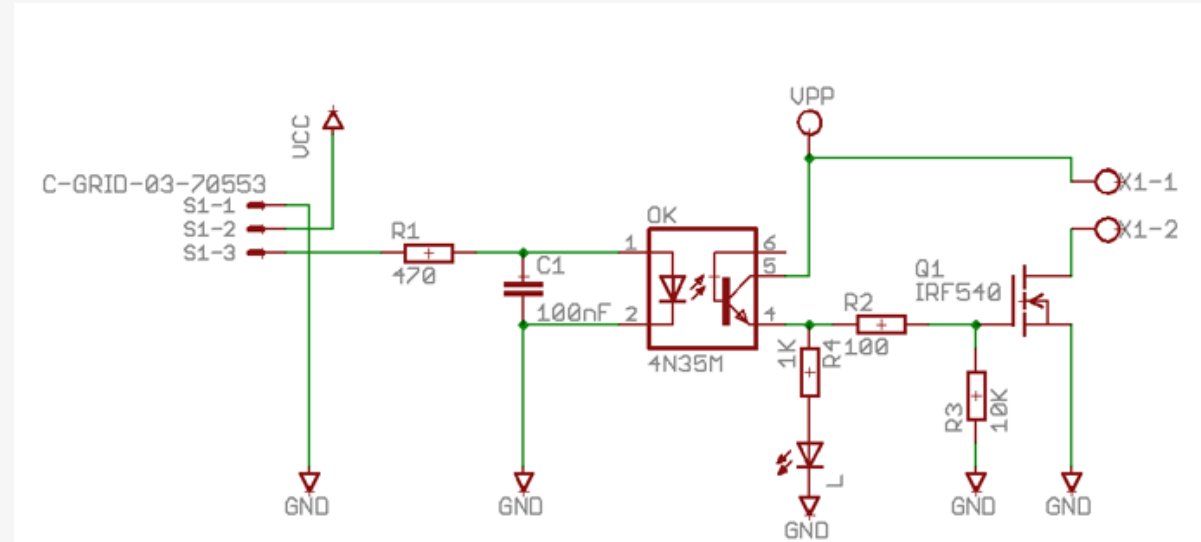 VPP
VCC
C-GRID-03-70553
S1-1
S1-2
S1-3
R1
470
C1
100nF
OK
1
2
6
5
4
4N35M
X1-1
X1-2
Q1
IRF540
R2
100
1K
R4
R3
10K
L
GND
GND
GND
GND
GND